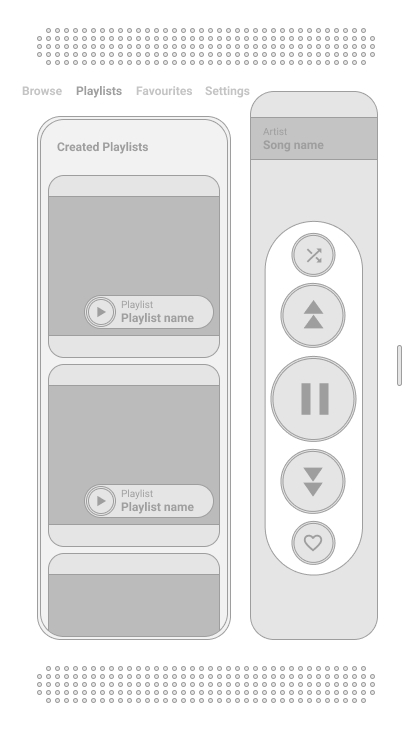 Browse Playlists Favourites Settings
Artist
Song name
Created Playlists
Playlist
Playlist name
Playlist
Playlist name